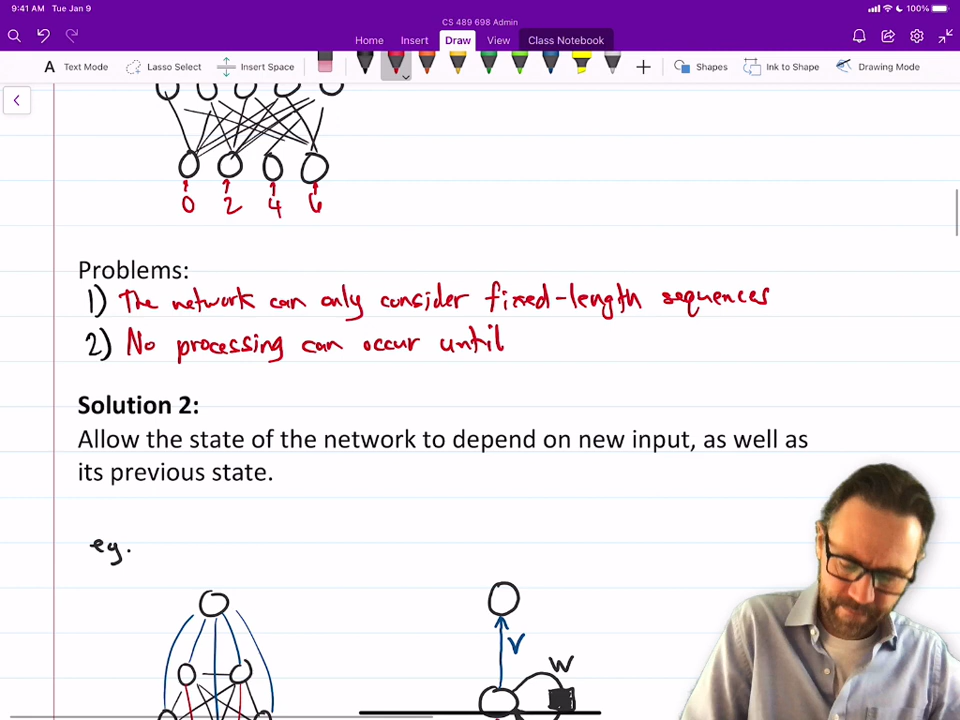 9:41 AM Tue Jan 9
100%
CS 489 698 Admin
Home Insert Draw View Class Notebook
A Text Mode Lasso Select Insert Space Shapes Ink to Shape Drawing Mode
0 2 4 6
Problems:
1) The network can only consider fixed-length sequences
2) No processing can occur until
Solution 2:
Allow the state of the network to depend on new input, as well as
its previous state.
eg.
V
W